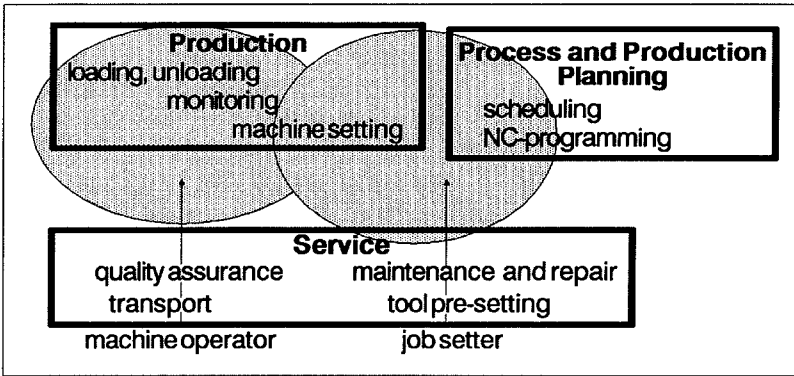 Production
loading, unloading
monitoring
machine setting
Process and Production
Planning
scheduling
NC-programming
Service
quality assurance maintenance and repair
transport tool pre-setting
machine operator job setter